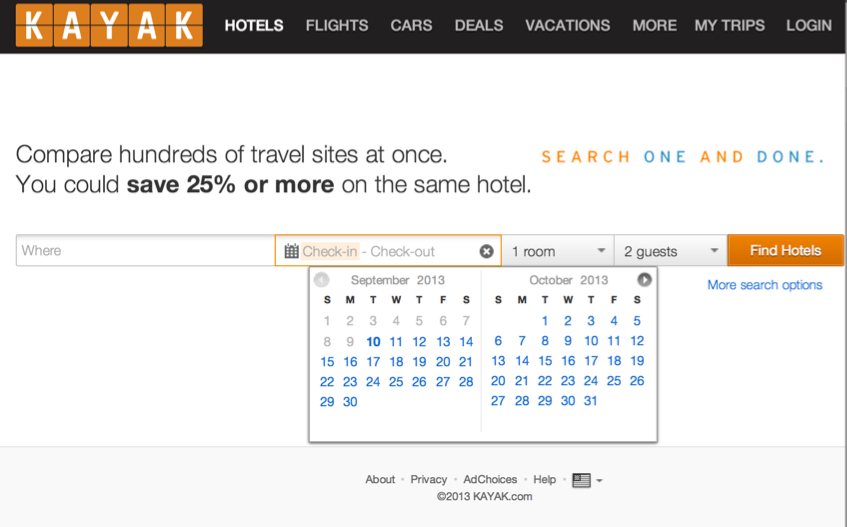 KAYAK HOTELS FLIGHTS CARS DEALS VACATIONS MORE MY TRIPS LOGIN
Compare hundreds of travel sites at once.
You could save 25% or more on the same hotel.
SEARCH ONE AND DONE.
Where Check-in - Check-out 1 room 2 guests Find Hotels
More search options
September 2013
S M T W T F S
1 2 3 4 5 6 7
8 9 10 11 12 13 14
15 16 17 18 19 20 21
22 23 24 25 26 27 28
29 30
October 2013
S M T W T F S
1 2 3 4 5
6 7 8 9 10 11 12
13 14 15 16 17 18 19
20 21 22 23 24 25 26
27 28 29 30 31
About • Privacy • AdChoices • Help •
©2013 KAYAK.com